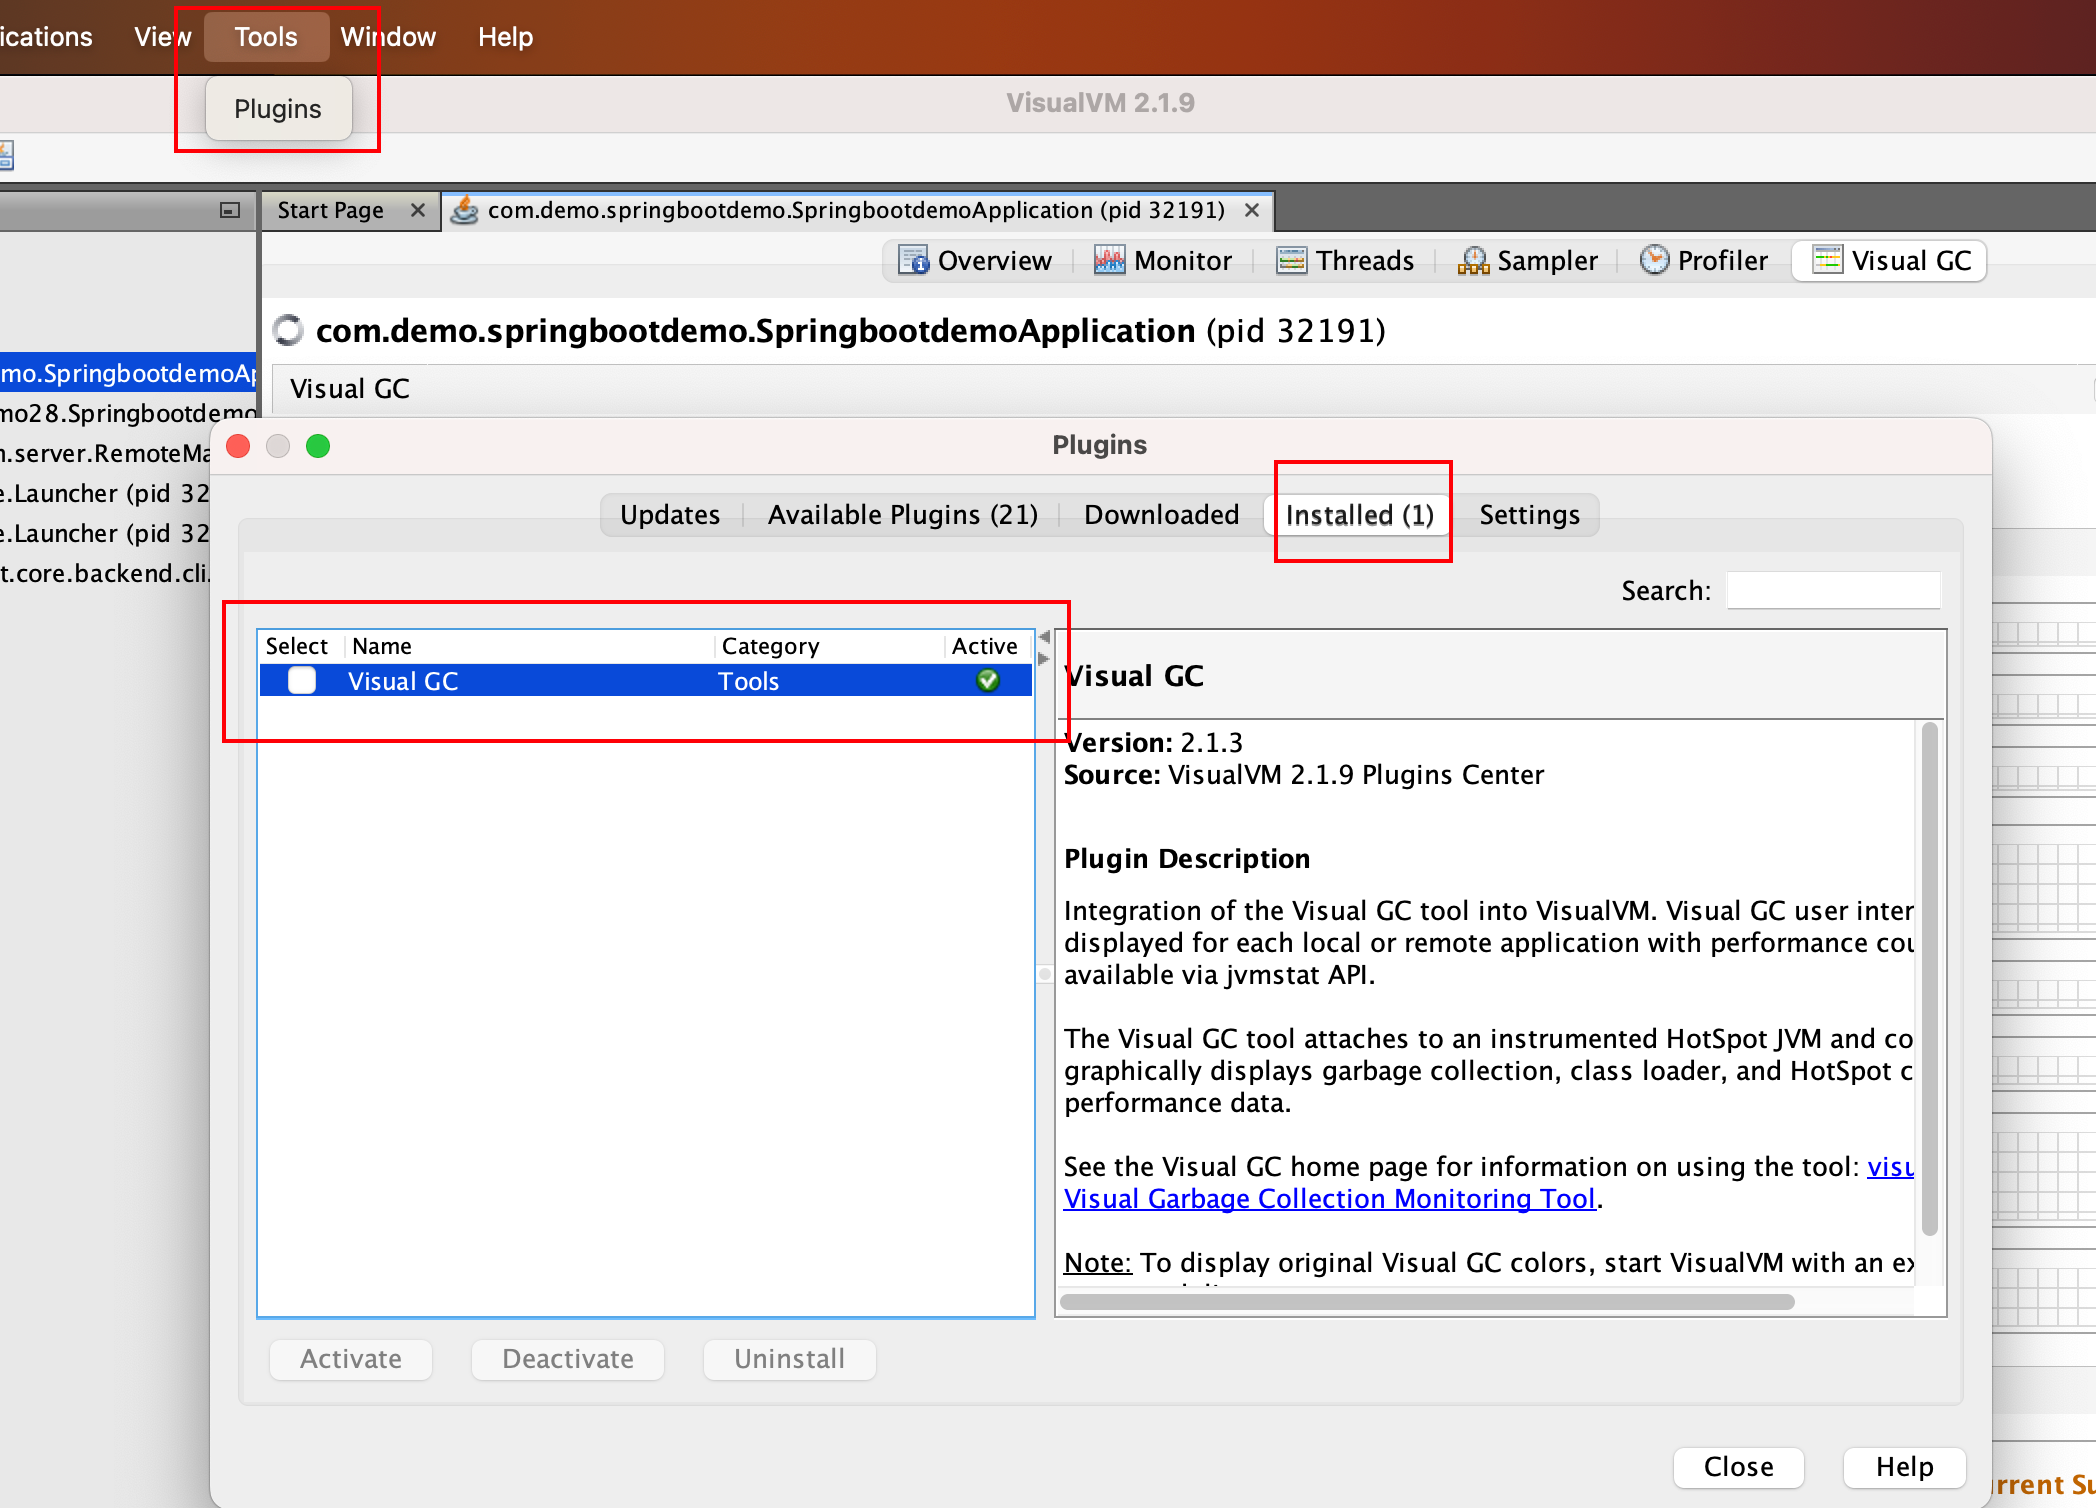 ications View Tools Window Help
Plugins
VisualVM 2.1.9
Start Page com.demo.springbootdemo.SpringbootdemoApplication (pid 32191)
Overview Monitor Threads Sampler Profiler Visual GC
com.demo.springbootdemo.SpringbootdemoApplication (pid 32191)
mo.SpringbootdemoAp
Visual GC
mo28.Springbootdemo
n.server.RemoteMa
e.Launcher (pid 32
e.Launcher (pid 32
t.core.backend.cli.
Plugins
Updates Available Plugins (21) Downloaded Installed (1) Settings
Search:
Select Name Category Active
Visual GC Tools
Visual GC
Version: 2.1.3
Source: VisualVM 2.1.9 Plugins Center
Plugin Description
Integration of the Visual GC tool into VisualVM. Visual GC user inter
displayed for each local or remote application with performance cou
available via jvmstat API.
The Visual GC tool attaches to an instrumented HotSpot JVM and co
graphically displays garbage collection, class loader, and HotSpot c
performance data.
See the Visual GC home page for information on using the tool: visu
Visual Garbage Collection Monitoring Tool.
Note: To display original Visual GC colors, start VisualVM with an ex
Activate Deactivate Uninstall
Close Help
rrent Su